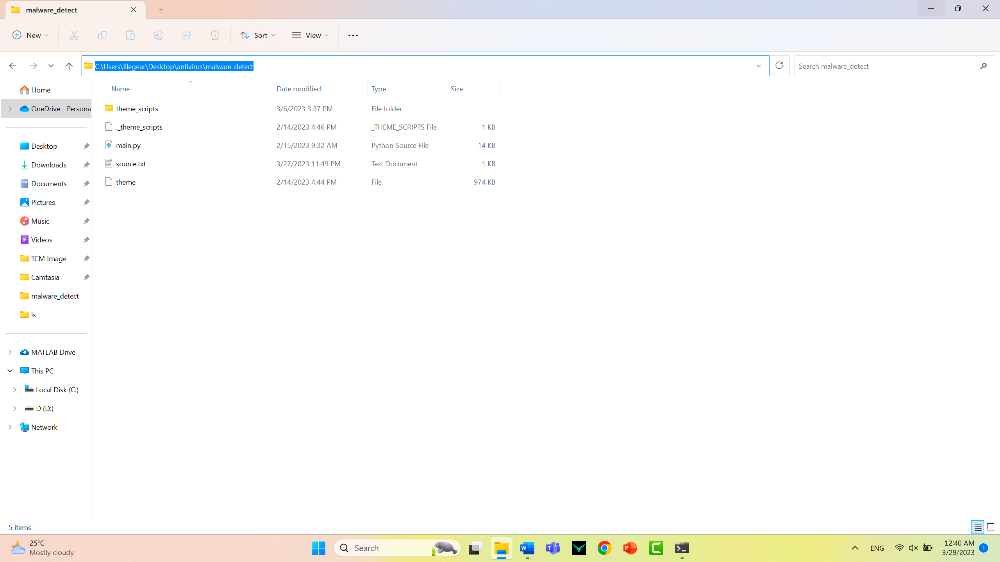 malware_detect
New
Sort
View
C:\Users\Illegear\Desktop\antivirus\malware_detect
Search malware_detect
Name Date modified Type Size
theme_scripts 3/6/2023 3:37 PM File folder
._theme_scripts 2/14/2023 4:46 PM _THEME_SCRIPTS File 1 KB
main.py 2/15/2023 9:32 AM Python Source File 14 KB
source.txt 3/27/2023 11:49 PM Text Document 1 KB
theme 2/14/2023 4:44 PM File 974 KB
Home
OneDrive - Persona
Desktop
Downloads
Documents
Pictures
Music
Videos
TCM Image
Camtasia
malware_detect
is
MATLAB Drive
This PC
Local Disk (C:)
D (D:)
Network
5 items
25°C
Mostly cloudy
Search
ENG
12:40 AM
3/29/2023
1